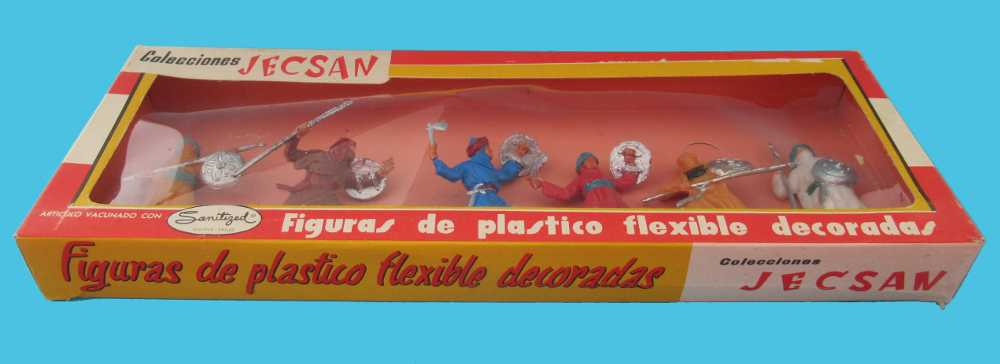 Colecciones JECSAN
ARTICULO VACUNADO CON Sanitized®
Figuras de plastico flexible decoradas
Figuras de plastico flexible decoradas
Colecciones
JECSAN